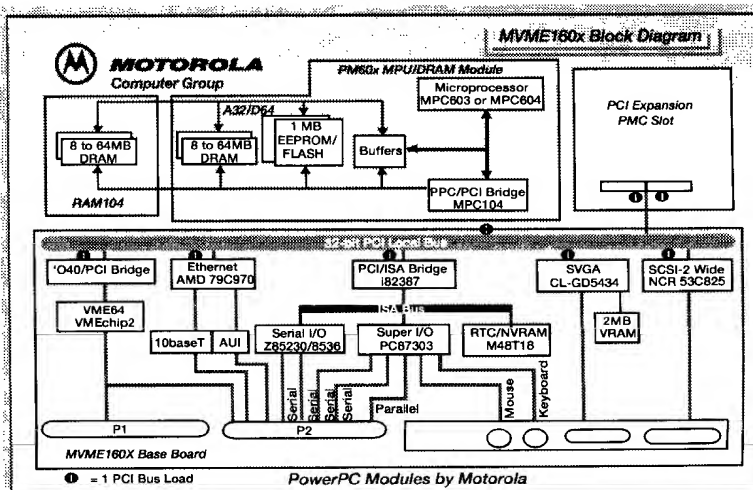 MVME160x Block Diagram
MOTOROLA
Computer Group
PM60x MPU/DRAM Module
Microprocessor
MPC603 or MPC604
A32/D64
8 to 64MB
DRAM
8 to 64MB
DRAM
1 MB
EEPROM/
FLASH
Buffers
PPC/PCI Bridge
MPC104
RAM104
PCI Expansion
PMC Slot
32-bit PCI Local Bus
'O40/PCI Bridge
Ethernet
AMD 79C970
PCI/ISA Bridge
i82387
SVGA
CL-GD5434
SCSI-2 Wide
NCR 53C825
VME64
VMEchip2
ISA Bus
10baseT
AUI
Serial I/O
Z85230/8536
Super I/O
PC87303
RTC/NVRAM
M48T18
2MB
VRAM
Serial
Serial
Serial
Serial
Parallel
Mouse
Keyboard
P1
P2
MVME160X Base Board
= 1 PCI Bus Load
PowerPC Modules by Motorola